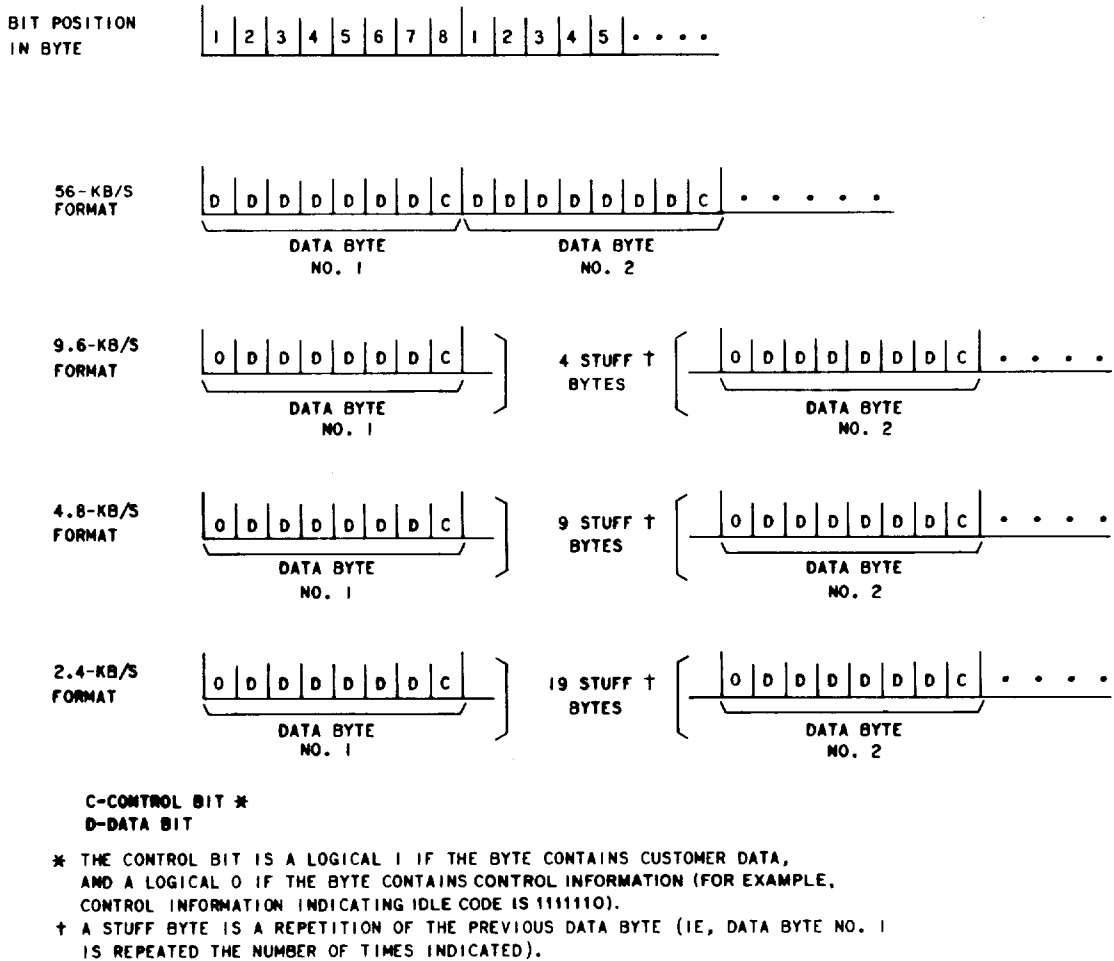 BIT POSITION
IN BYTE
1 2 3 4 5 6 7 8 1 2 3 4 5 • • • •
56-KB/S
FORMAT
D D D D D D D C D D D D D D D C • • • • •
DATA BYTE
NO. 1
DATA BYTE
NO. 2
9.6-KB/S
FORMAT
0 D D D D D D C
DATA BYTE
NO. 1
4 STUFF †
BYTES
0 D D D D D D C • • • •
DATA BYTE
NO. 2
4.8-KB/S
FORMAT
0 D D D D D D C
DATA BYTE
NO. 1
9 STUFF †
BYTES
0 D D D D D D C • • • •
DATA BYTE
NO. 2
2.4-KB/S
FORMAT
0 D D D D D D C
DATA BYTE
NO. 1
19 STUFF †
BYTES
0 D D D D D D C • • • •
DATA BYTE
NO. 2
C-CONTROL BIT *
D-DATA BIT
* THE CONTROL BIT IS A LOGICAL 1 IF THE BYTE CONTAINS CUSTOMER DATA,
AND A LOGICAL 0 IF THE BYTE CONTAINS CONTROL INFORMATION (FOR EXAMPLE,
CONTROL INFORMATION INDICATING IDLE CODE IS 1111110).
† A STUFF BYTE IS A REPETITION OF THE PREVIOUS DATA BYTE (IE, DATA BYTE NO. 1
IS REPEATED THE NUMBER OF TIMES INDICATED).